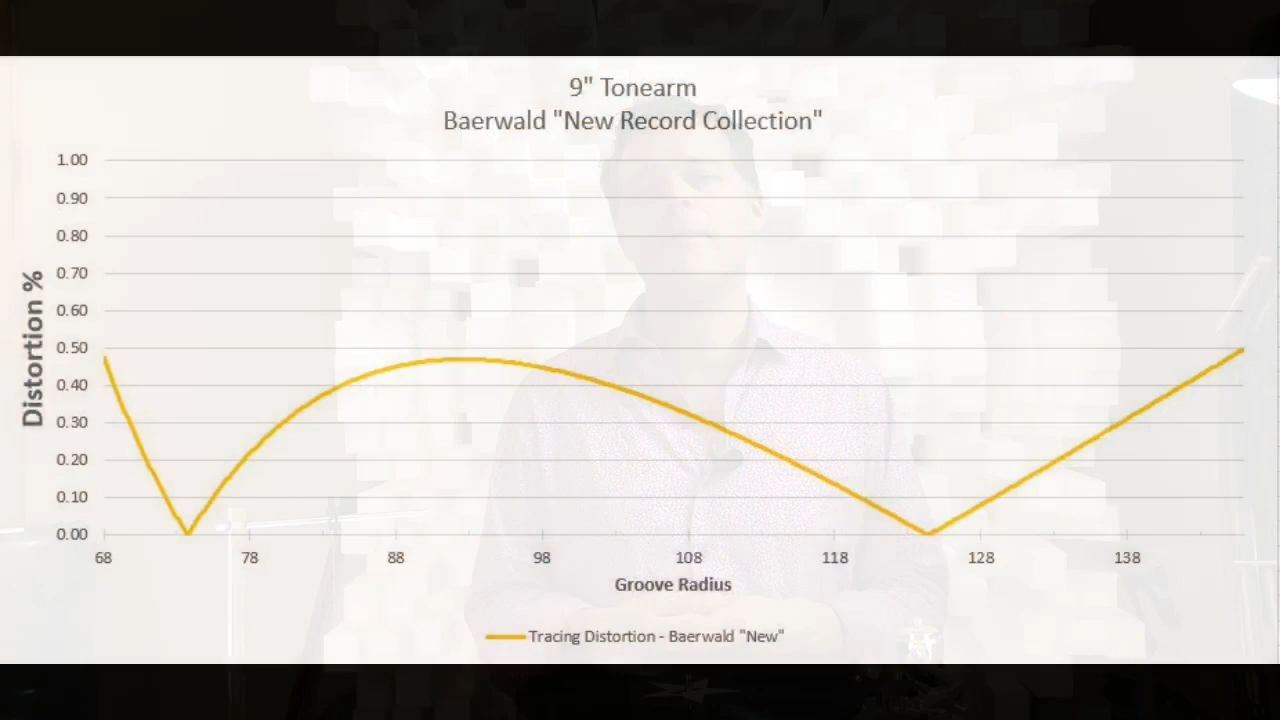 9" Tonearm
Baerwald "New Record Collection"
1.00
0.90
0.80
0.70
0.60
0.50
0.40
0.30
0.20
0.10
0.00
Distortion %
68 78 88 98 108 118 128 138
Groove Radius
Tracing Distortion - Baerwald "New"